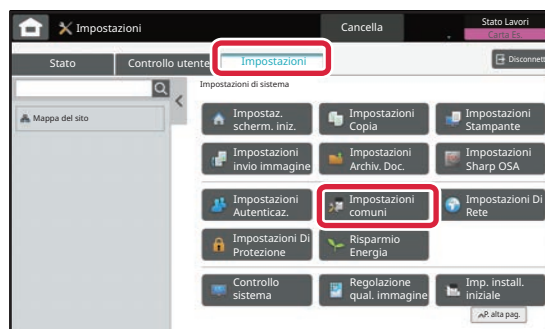 Impostazioni
Cancella
Stato Lavori
Carta Es.
Stato
Controllo utente
Impostazioni
Disconnett
Impostazioni di sistema
Mappa del sito
Impostaz.
scherm. iniz.
Impostazioni
Copia
Impostazioni
Stampante
Impostazioni
invio immagine
Impostazioni
Archiv. Doc.
Impostazioni
Sharp OSA
Impostazioni
Autenticaz.
Impostazioni
comuni
Impostazioni Di
Rete
Impostazioni Di
Protezione
Risparmio
Energia
Controllo
sistema
Regolazione
qual. immagine
Imp. install.
iniziale
P. alta pag.